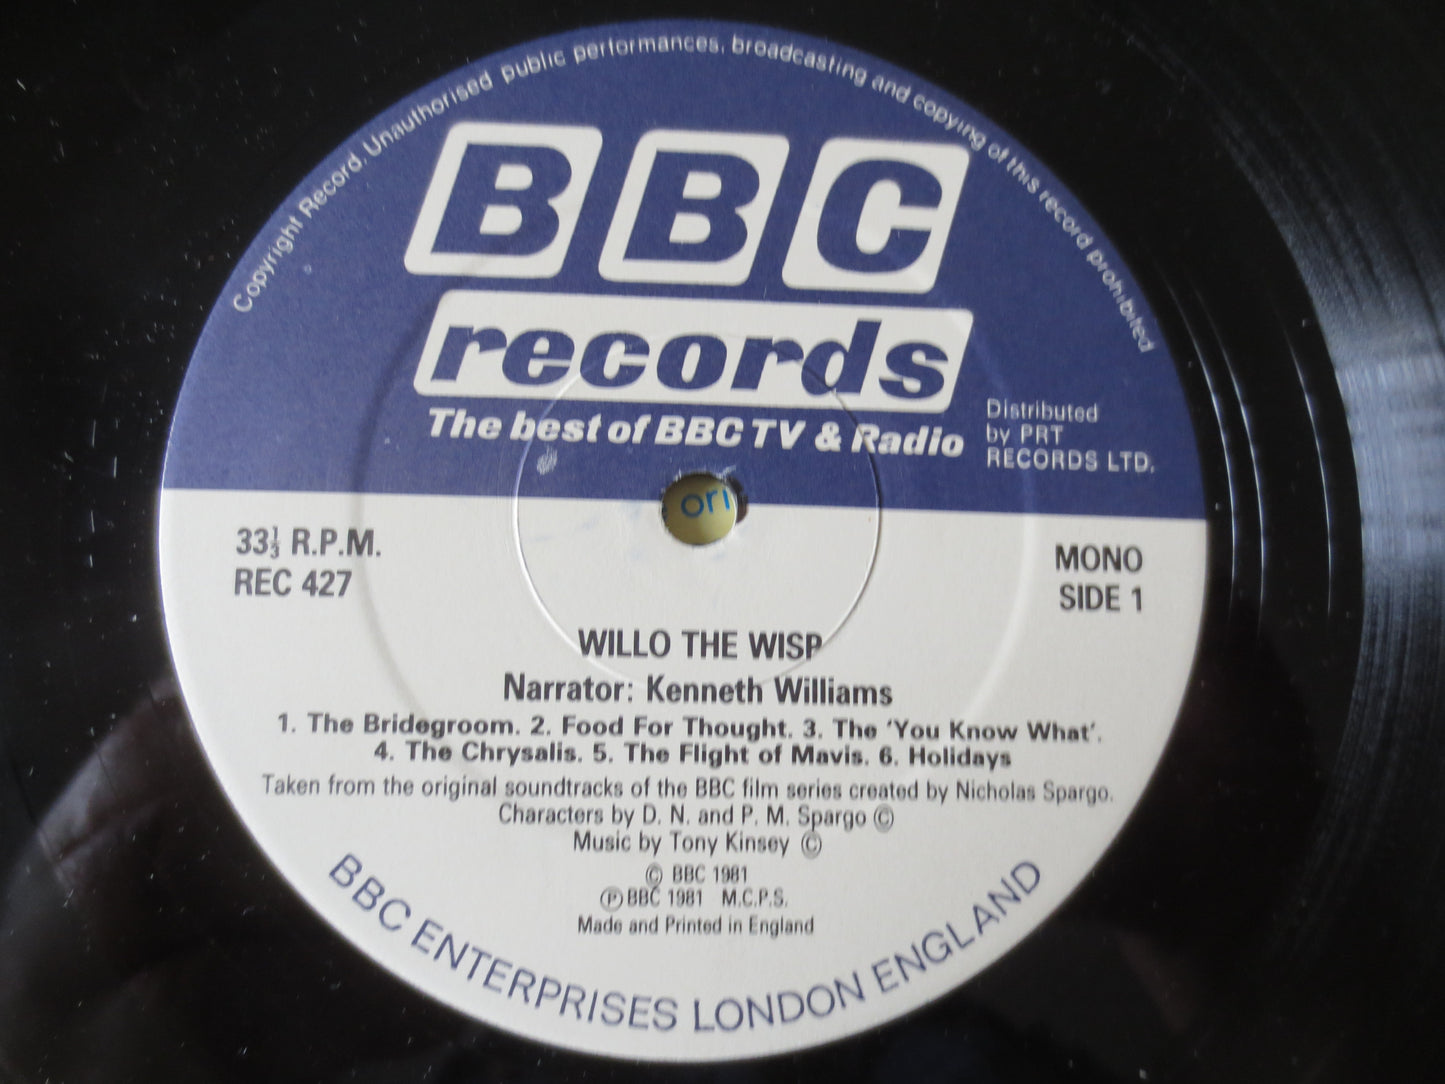 Copyright Record. Unauthorised public performances, broadcasting and copying of this record prohibited
BBC
records
The best of BBC TV & Radio
Distributed
by PRT
RECORDS LTD.
ori
33⅓ R.P.M.
REC 427
MONO
SIDE 1
WILLO THE WISP
Narrator: Kenneth Williams
1. The Bridegroom. 2. Food For Thought. 3. The 'You Know What'.
4. The Chrysalis. 5. The Flight of Mavis. 6. Holidays
Taken from the original soundtracks of the BBC film series created by Nicholas Spargo.
Characters by D. N. and P. M. Spargo ©
Music by Tony Kinsey ©
© BBC 1981
℗ BBC 1981 M.C.P.S.
Made and Printed in England
BBC ENTERPRISES LONDON ENGLAND